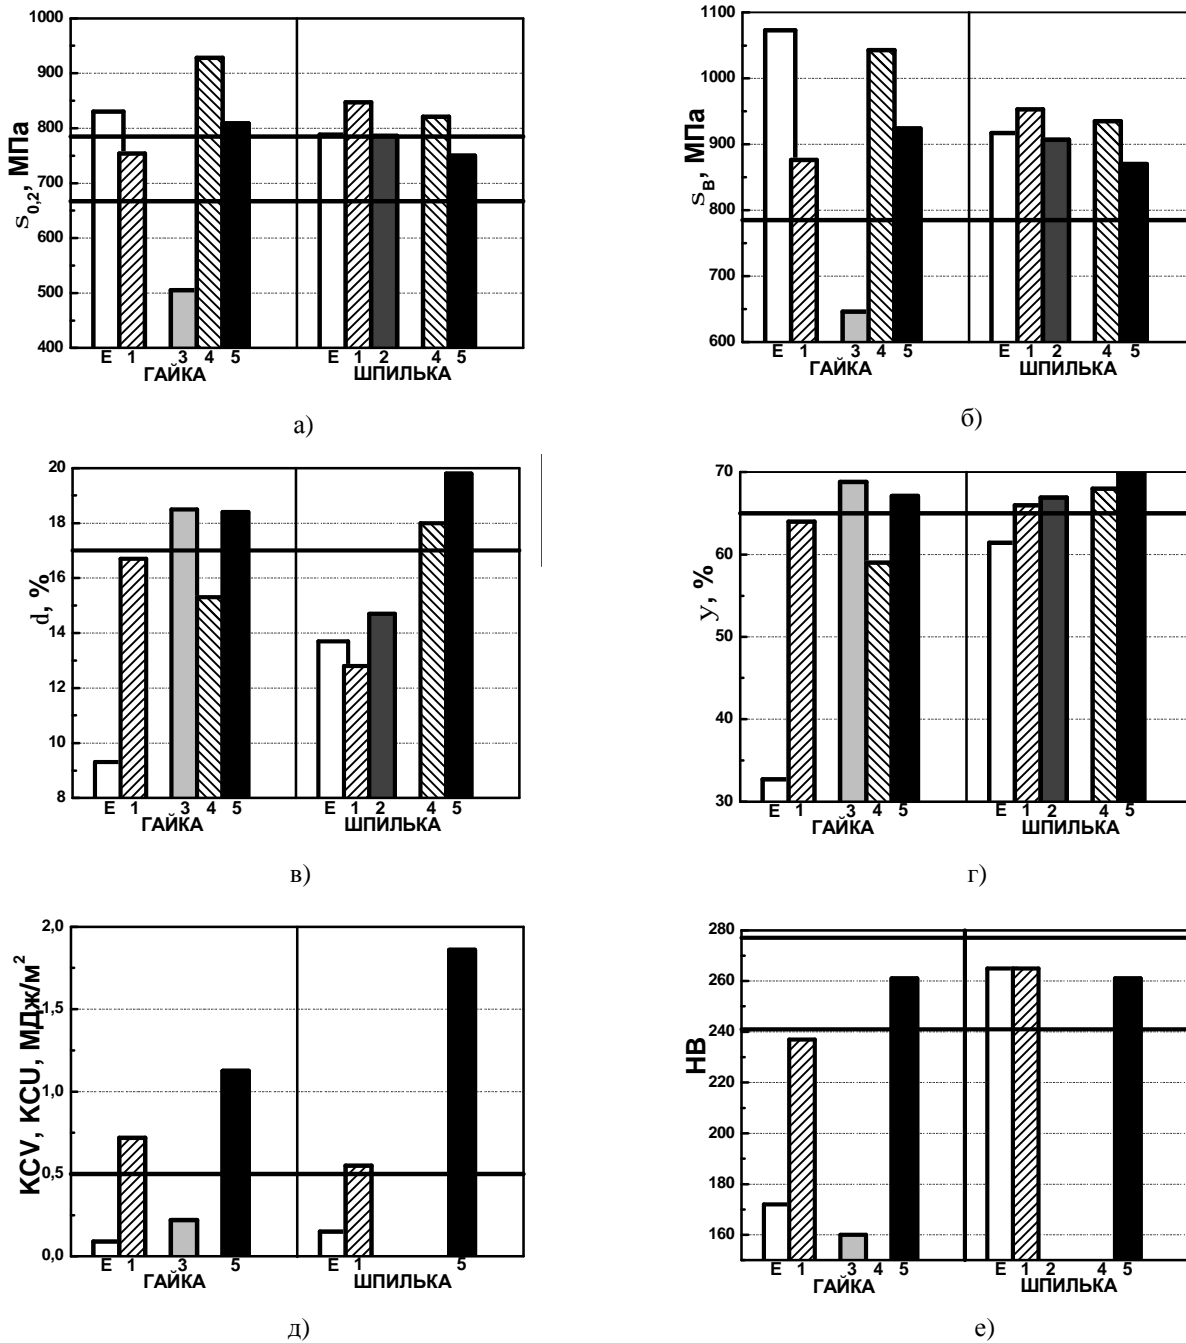 1000
900
800
700
600
500
400
s0,2, МПа
E 1 3 4 5 E 1 2 4 5
ГАЙКА ШПИЛЬКА
а)
1100
1000
900
800
700
600
sB, МПа
E 1 3 4 5 E 1 2 4 5
ГАЙКА ШПИЛЬКА
б)
20
18
16
14
12
10
8
d, %
E 1 3 4 5 E 1 2 4 5
ГАЙКА ШПИЛЬКА
в)
70
60
50
40
30
y, %
E 1 3 4 5 E 1 2 4 5
ГАЙКА ШПИЛЬКА
г)
2,0
1,5
1,0
0,5
0,0
KCV, KCU, МДж/м²
E 1 3 5 E 1 5
ГАЙКА ШПИЛЬКА
д)
280
260
240
220
200
180
160
HB
E 1 3 4 5 E 1 2 4 5
ГАЙКА ШПИЛЬКА
е)